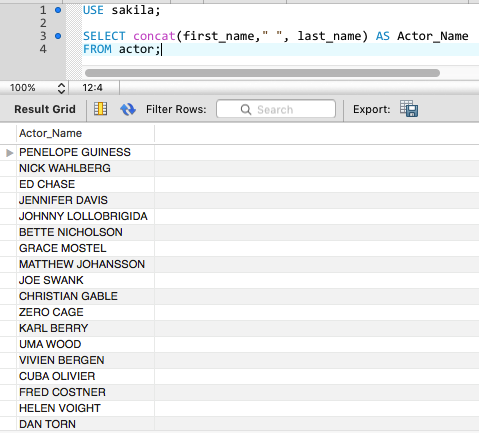 1 USE sakila;
2
3 SELECT concat(first_name," ", last_name) AS Actor_Name
4 FROM actor;
100% 12:4
Result Grid Filter Rows: Search Export:
Actor_Name
PENELOPE GUINESS
NICK WAHLBERG
ED CHASE
JENNIFER DAVIS
JOHNNY LOLLOBRIGIDA
BETTE NICHOLSON
GRACE MOSTEL
MATTHEW JOHANSSON
JOE SWANK
CHRISTIAN GABLE
ZERO CAGE
KARL BERRY
UMA WOOD
VIVIEN BERGEN
CUBA OLIVIER
FRED COSTNER
HELEN VOIGHT
DAN TORN